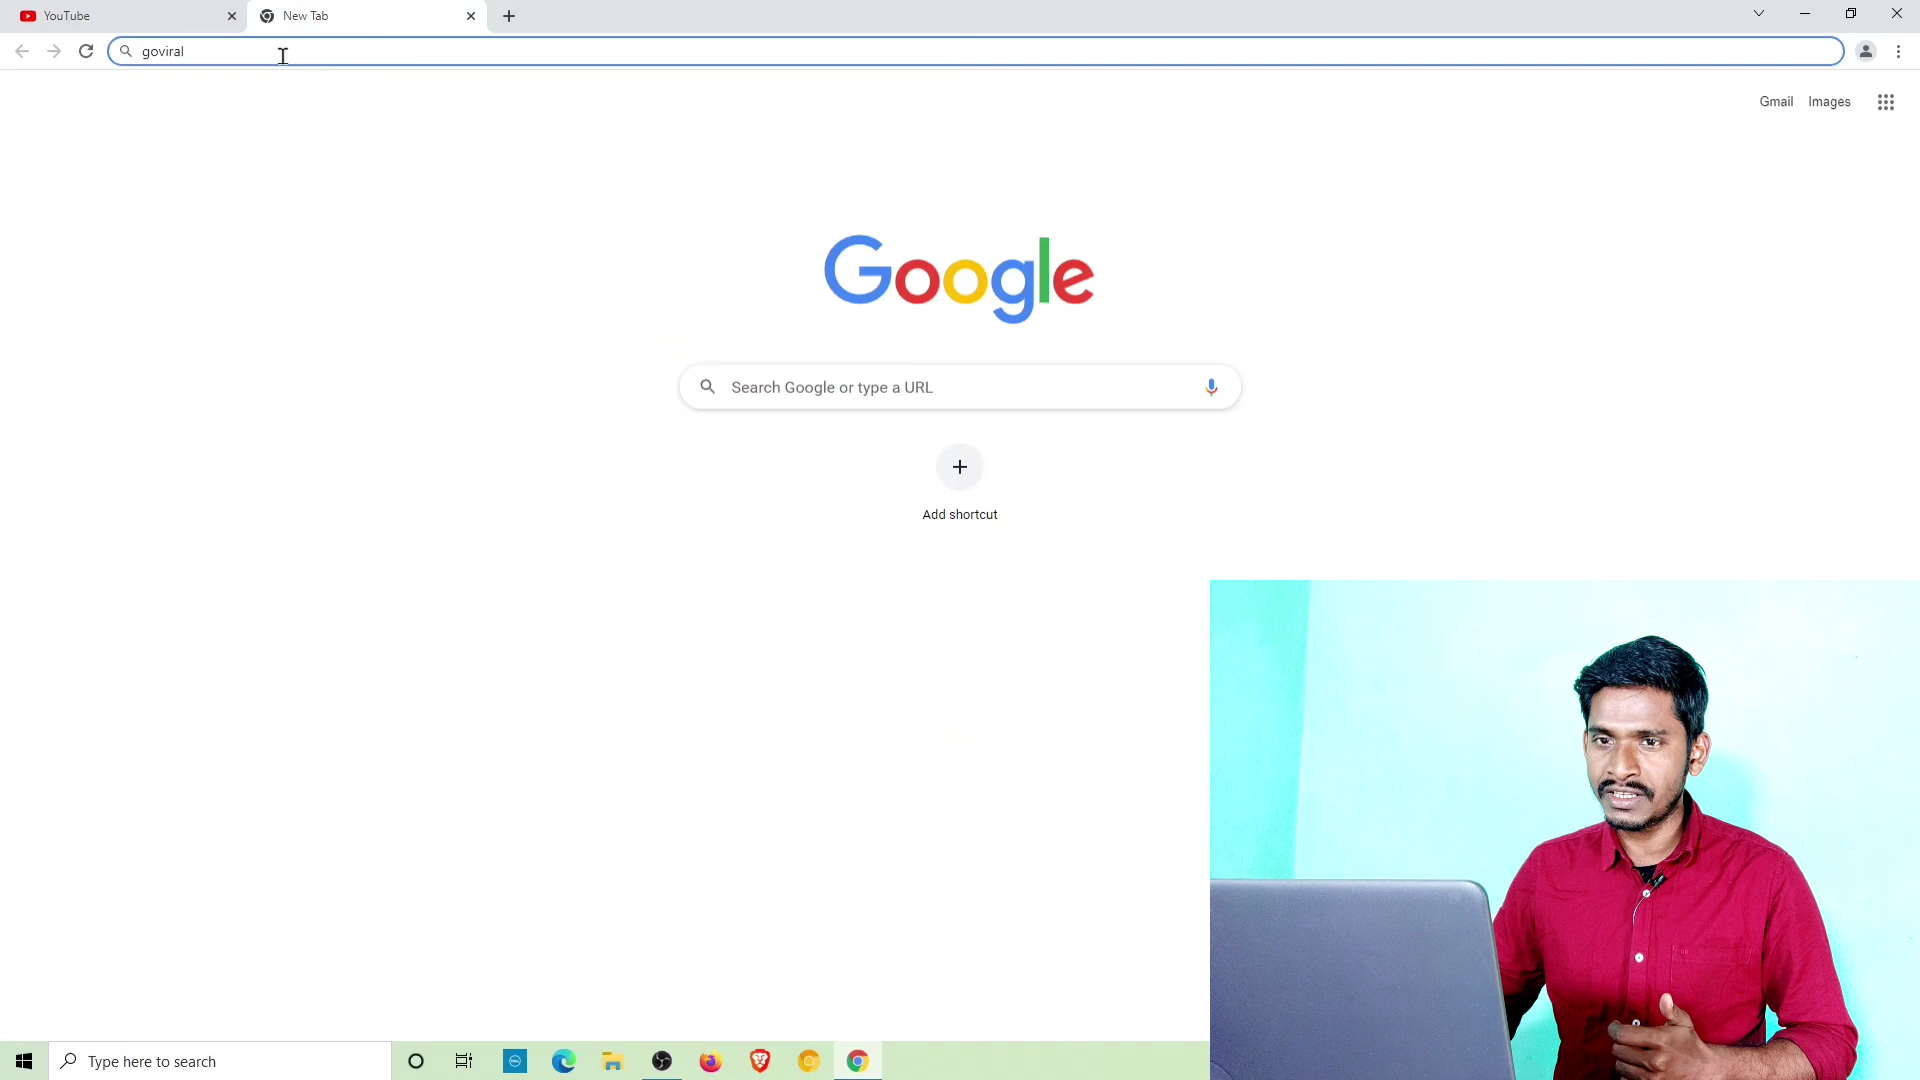 YouTube
New Tab
goviral
Gmail
Images
Google
Search Google or type a URL
Add shortcut
Type here to search